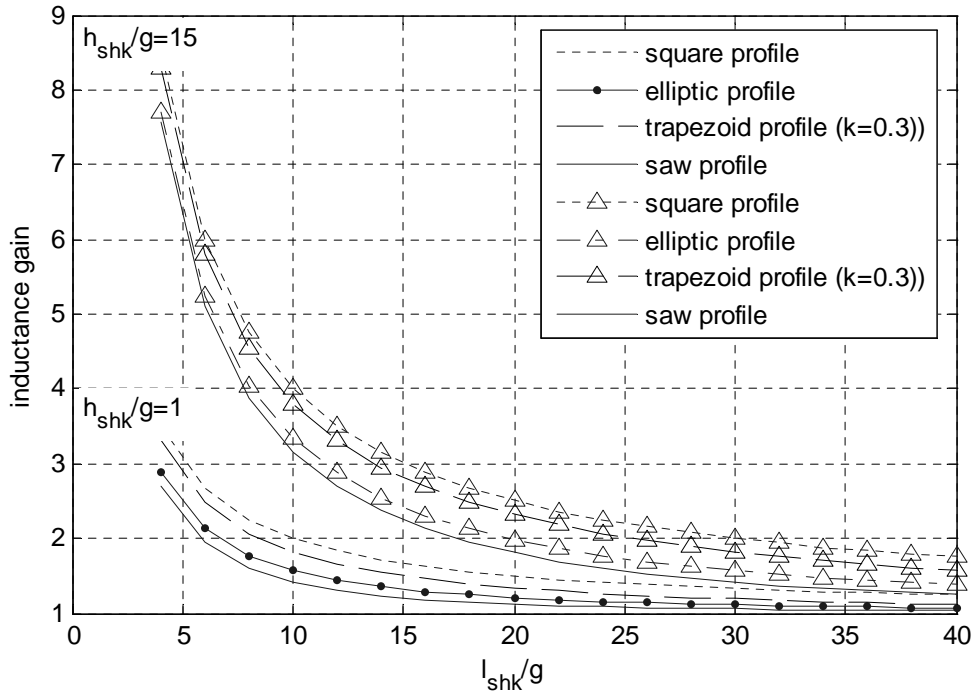 9
8
7
6
5
4
3
2
1
inductance gain
h_shk/g=15
h_shk/g=1
square profile
elliptic profile
trapezoid profile (k=0.3))
saw profile
square profile
elliptic profile
trapezoid profile (k=0.3))
saw profile
0 5 10 15 20 25 30 35 40
l_shk/g